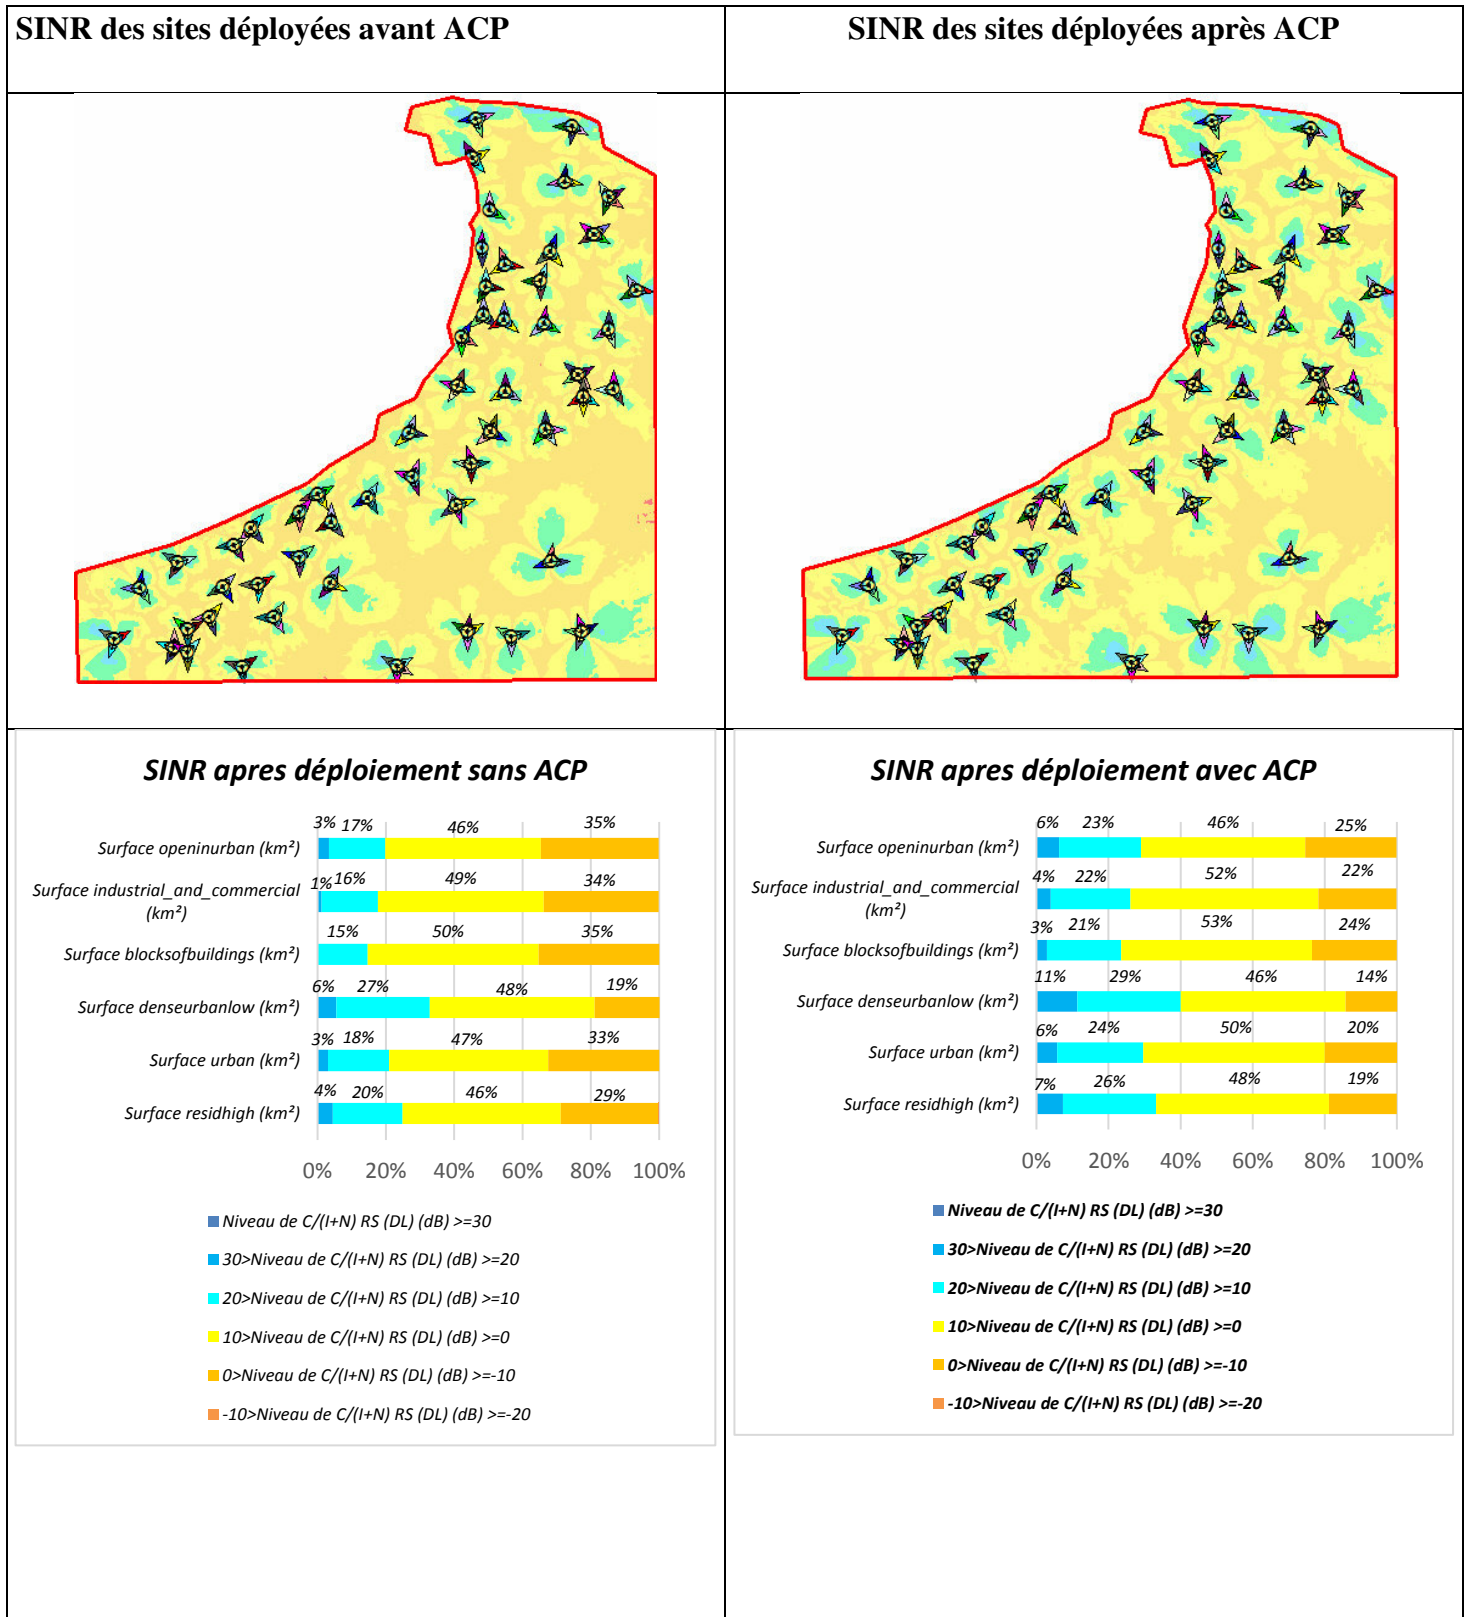 SINR des sites déployées avant ACP
SINR des sites déployées après ACP
SINR apres déploiement sans ACP
3% 17% 46% 35%
Surface openinurban (km²)
1% 16% 49% 34%
Surface industrial_and_commercial
(km²)
15% 50% 35%
Surface blocksofbuildings (km²)
6% 27% 48% 19%
Surface denseurbanlow (km²)
3% 18% 47% 33%
Surface urban (km²)
4% 20% 46% 29%
Surface residhigh (km²)
0% 20% 40% 60% 80% 100%
Niveau de C/(I+N) RS (DL) (dB) >=30
30>Niveau de C/(I+N) RS (DL) (dB) >=20
20>Niveau de C/(I+N) RS (DL) (dB) >=10
10>Niveau de C/(I+N) RS (DL) (dB) >=0
0>Niveau de C/(I+N) RS (DL) (dB) >=-10
-10>Niveau de C/(I+N) RS (DL) (dB) >=-20
SINR apres déploiement avec ACP
6% 23% 46% 25%
Surface openinurban (km²)
4% 22% 52% 22%
Surface industrial_and_commercial
(km²)
3% 21% 53% 24%
Surface blocksofbuildings (km²)
11% 29% 46% 14%
Surface denseurbanlow (km²)
6% 24% 50% 20%
Surface urban (km²)
7% 26% 48% 19%
Surface residhigh (km²)
0% 20% 40% 60% 80% 100%
Niveau de C/(I+N) RS (DL) (dB) >=30
30>Niveau de C/(I+N) RS (DL) (dB) >=20
20>Niveau de C/(I+N) RS (DL) (dB) >=10
10>Niveau de C/(I+N) RS (DL) (dB) >=0
0>Niveau de C/(I+N) RS (DL) (dB) >=-10
-10>Niveau de C/(I+N) RS (DL) (dB) >=-20